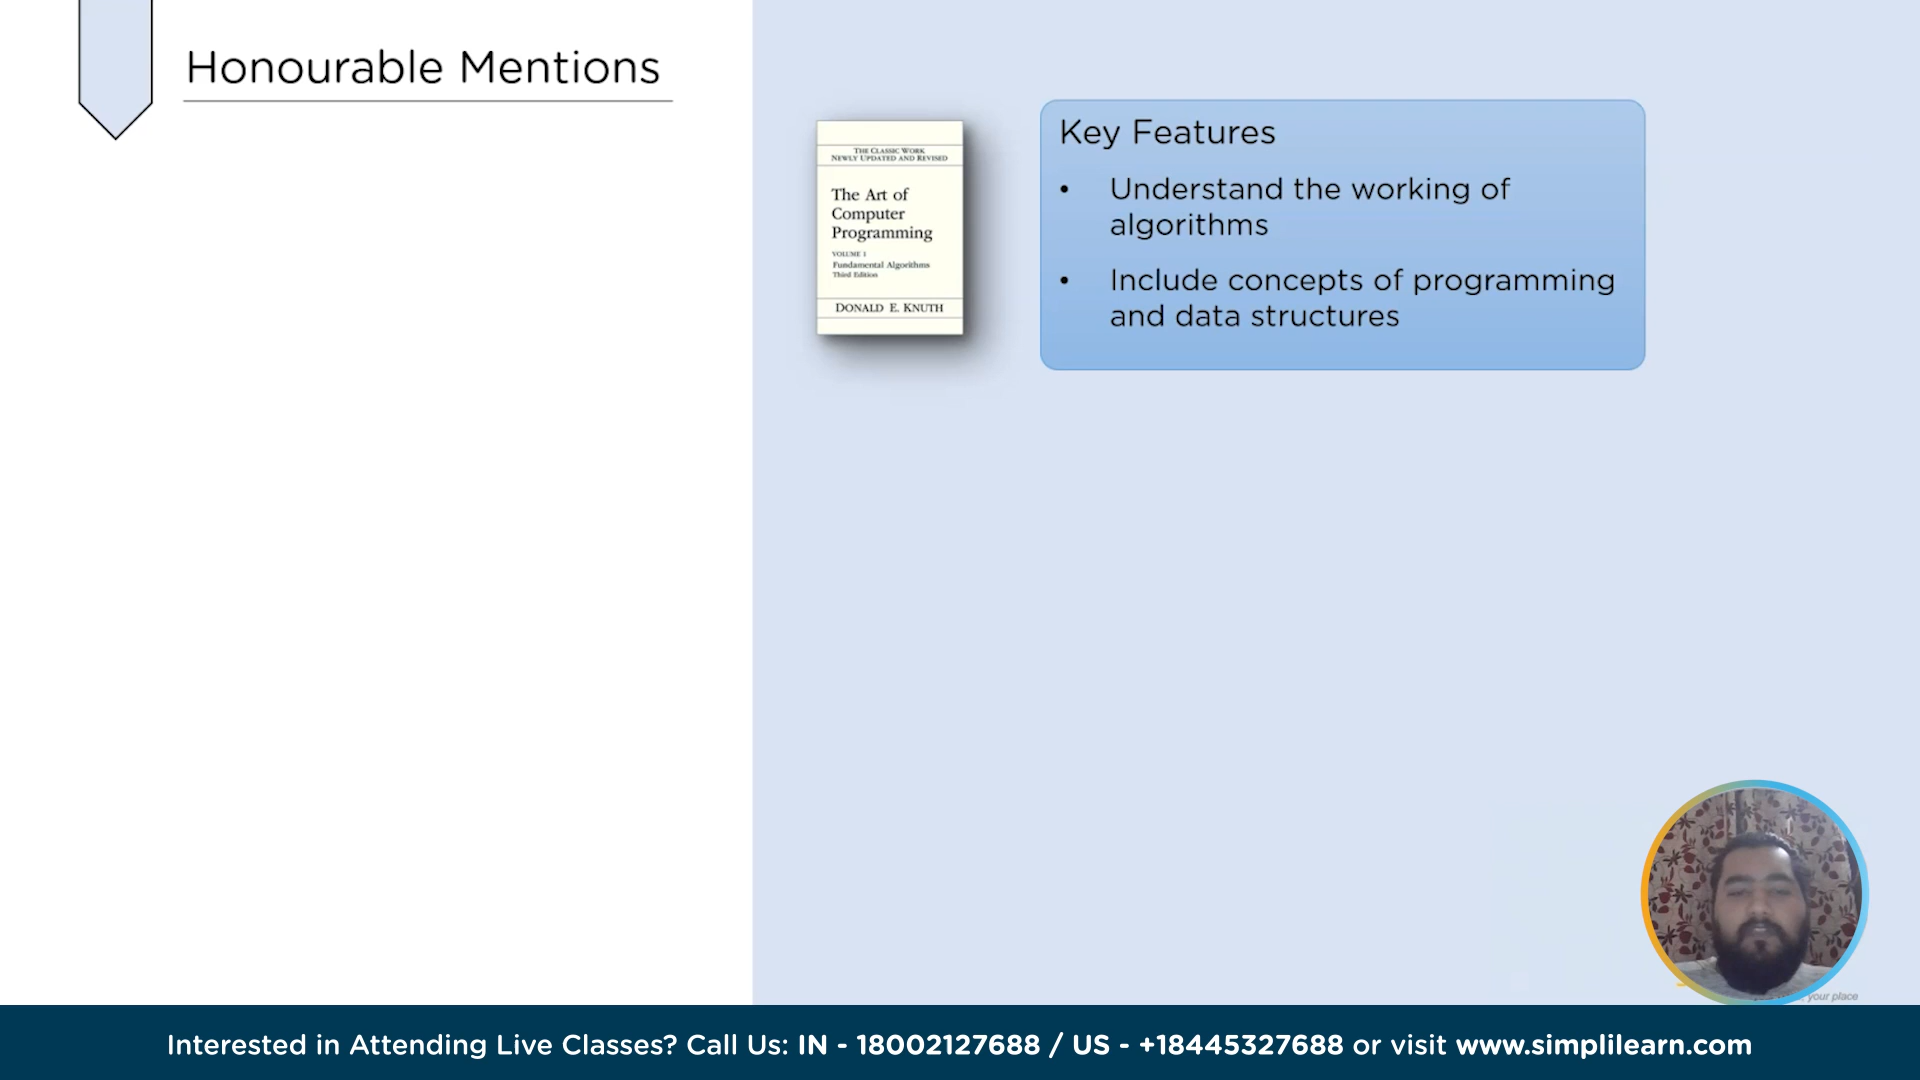 Honourable Mentions
THE CLASSIC WORK
NEWLY UPDATED AND REVISED
The Art of
Computer
Programming
VOLUME 1
Fundamental Algorithms
Third Edition
DONALD E. KNUTH
Key Features
• Understand the working of
algorithms
• Include concepts of programming
and data structures
your place
Interested in Attending Live Classes? Call Us: IN - 18002127688 / US - +18445327688 or visit www.simplilearn.com